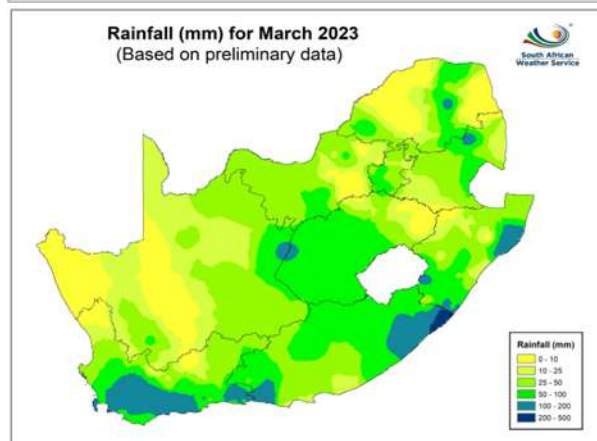 Rainfall (mm) for March 2023
(Based on preliminary data)
South African
Weather Service
Rainfall (mm)
0 - 10
10 - 25
25 - 50
50 - 100
100 - 200
200 - 500